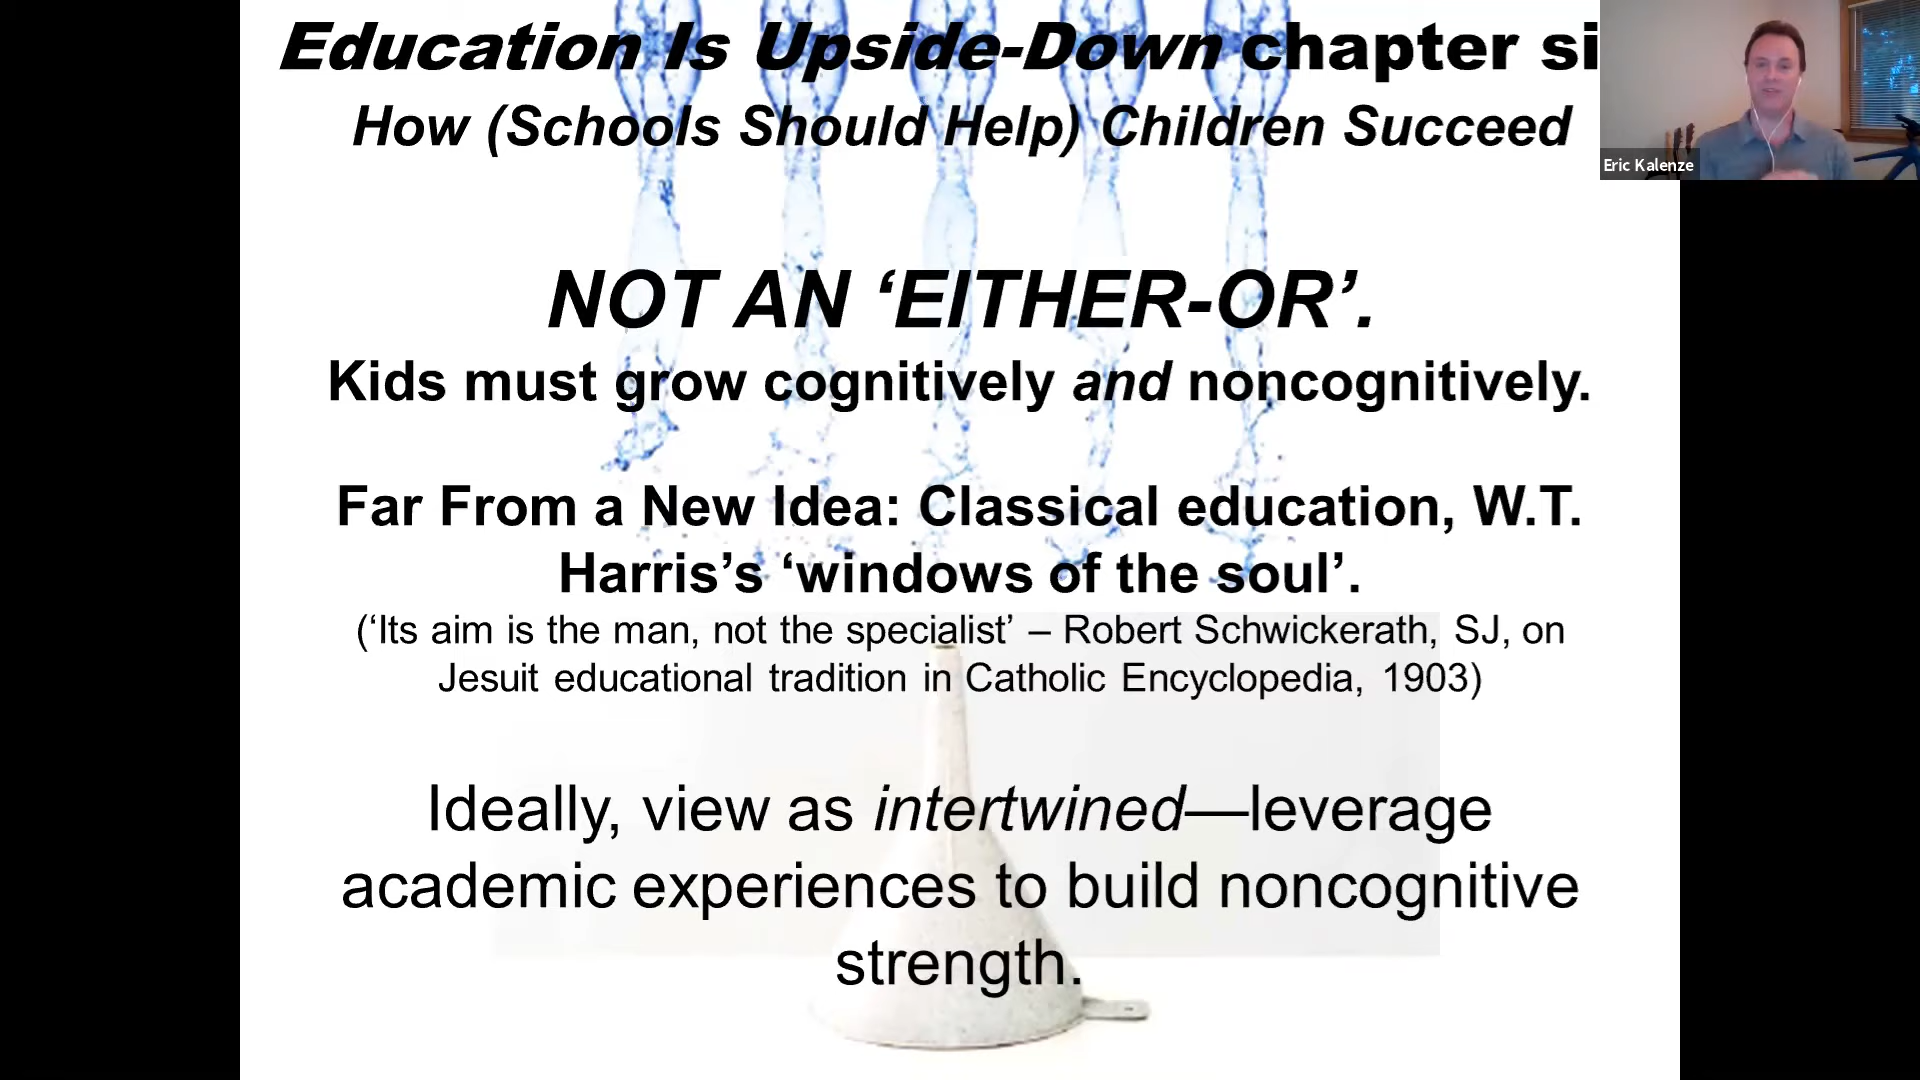 Education Is Upside-Down chapter si
How (Schools Should Help) Children Succeed
Eric Kalenze
NOT AN ‘EITHER-OR’.
Kids must grow cognitively and noncognitively.
Far From a New Idea: Classical education, W.T.
Harris’s ‘windows of the soul’.
(‘Its aim is the man, not the specialist’ – Robert Schwickerath, SJ, on
Jesuit educational tradition in Catholic Encyclopedia, 1903)
Ideally, view as intertwined—leverage
academic experiences to build noncognitive
strength.